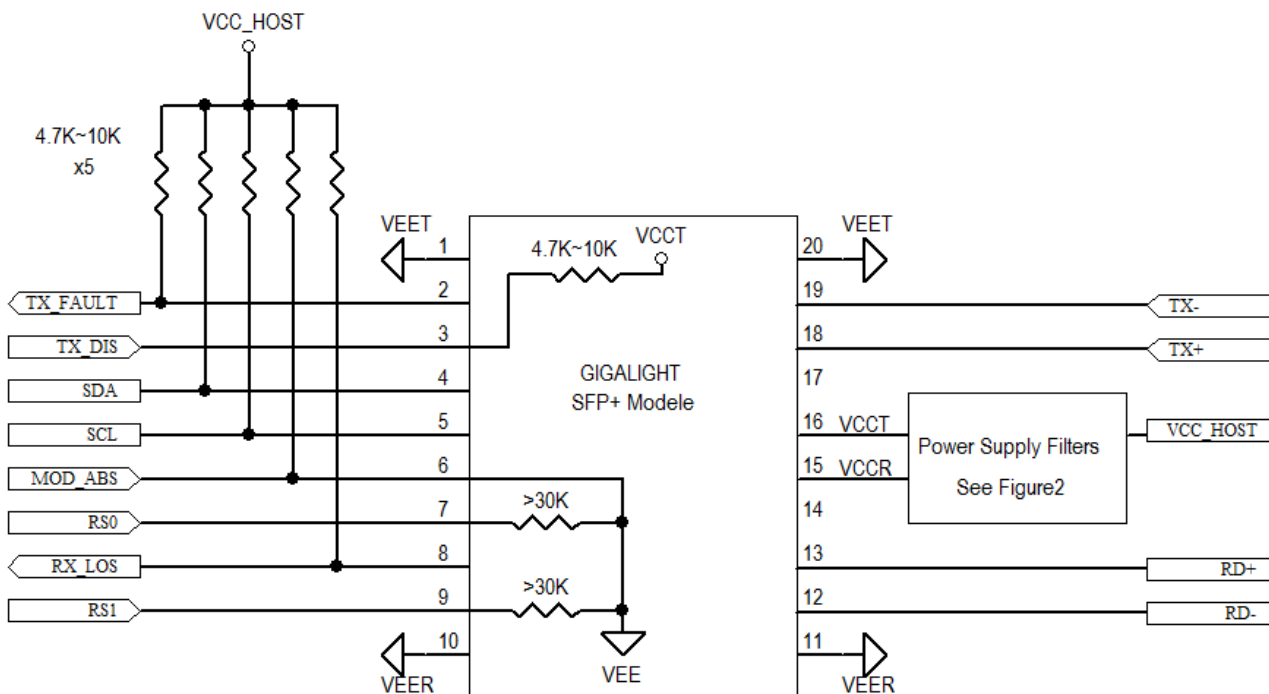 VCC_HOST
4.7K~10K
x5
VEET
1
4.7K~10K
VCCT
20
VEET
TX_FAULT
2
19
TX-
TX_DIS
3
18
TX+
SDA
4
GIGALIGHT
SFP+ Modele
17
SCL
5
16
VCCT
Power Supply Filters
See Figure2
VCC_HOST
MOD_ABS
6
15
VCCR
RS0
7
>30K
14
RX_LOS
8
13
RD+
RS1
9
>30K
12
RD-
10
VEER
VEE
11
VEER